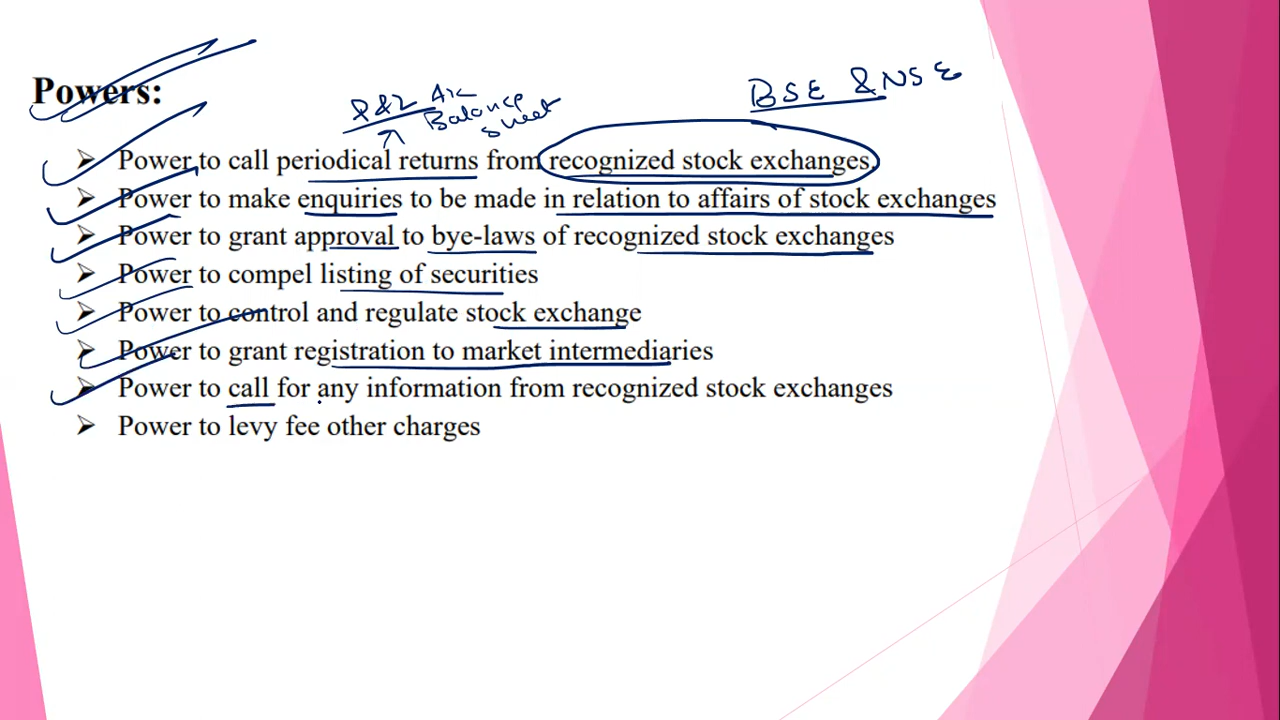 Powers:
P&L A/c
Balance
sheet
BSE & NSE
➢ Power to call periodical returns from recognized stock exchanges.
➢ Power to make enquiries to be made in relation to affairs of stock exchanges
➢ Power to grant approval to bye-laws of recognized stock exchanges
➢ Power to compel listing of securities
➢ Power to control and regulate stock exchange
➢ Power to grant registration to market intermediaries
➢ Power to call for any information from recognized stock exchanges
➢ Power to levy fee other charges